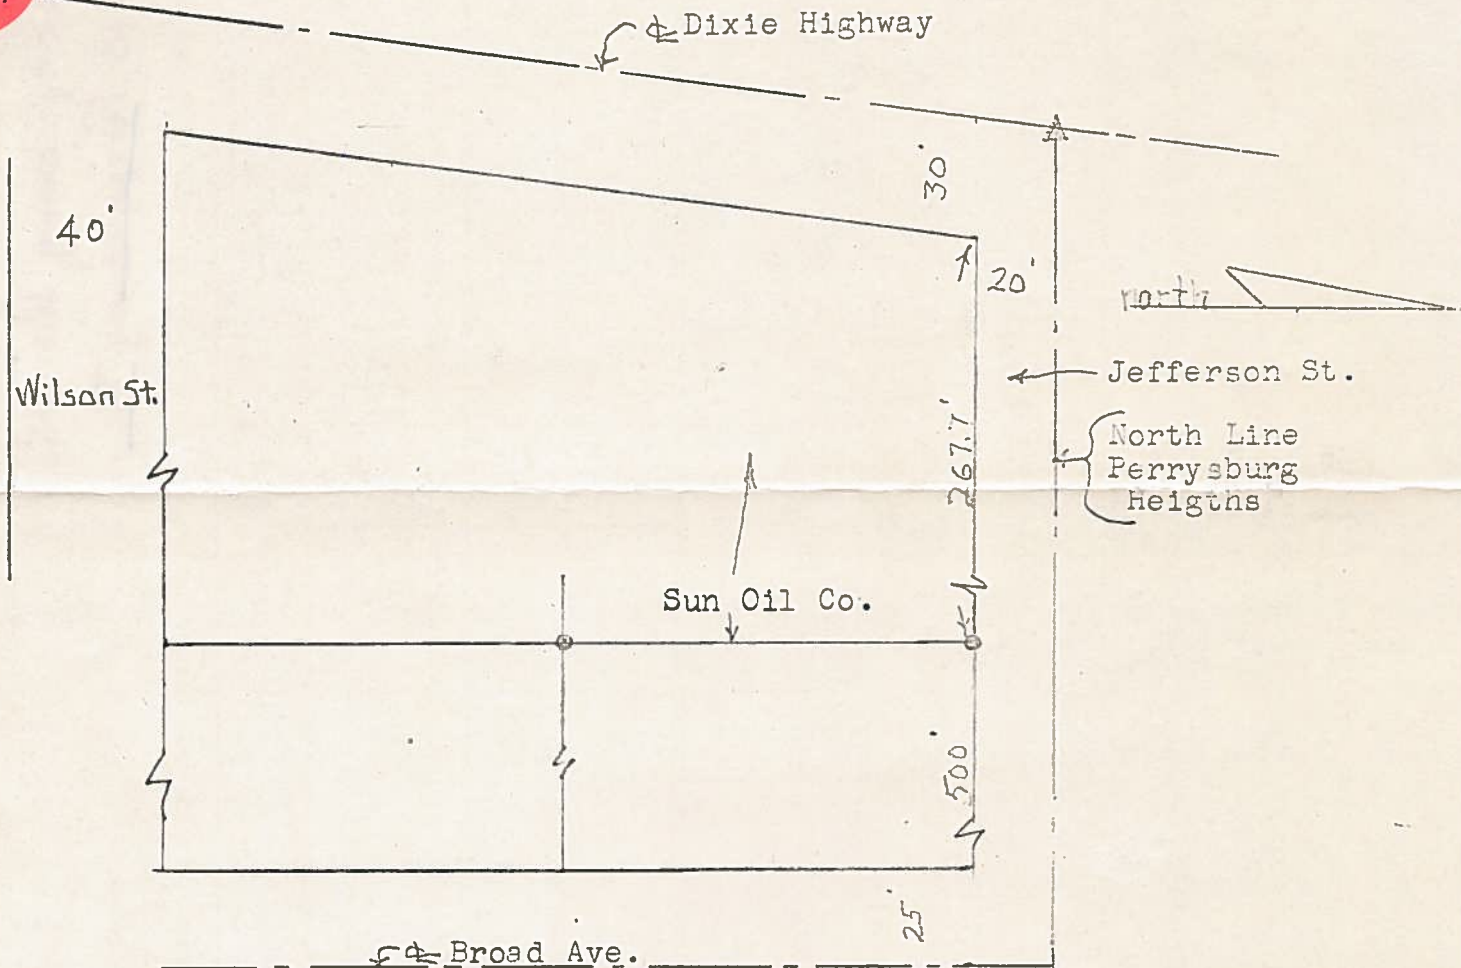 ℄ Dixie Highway
30'
40'
20'
north
Jefferson St.
Wilson St.
267.7'
North Line
Perrysburg
Heigths
Sun Oil Co.
500'
25'
℄ Broad Ave.